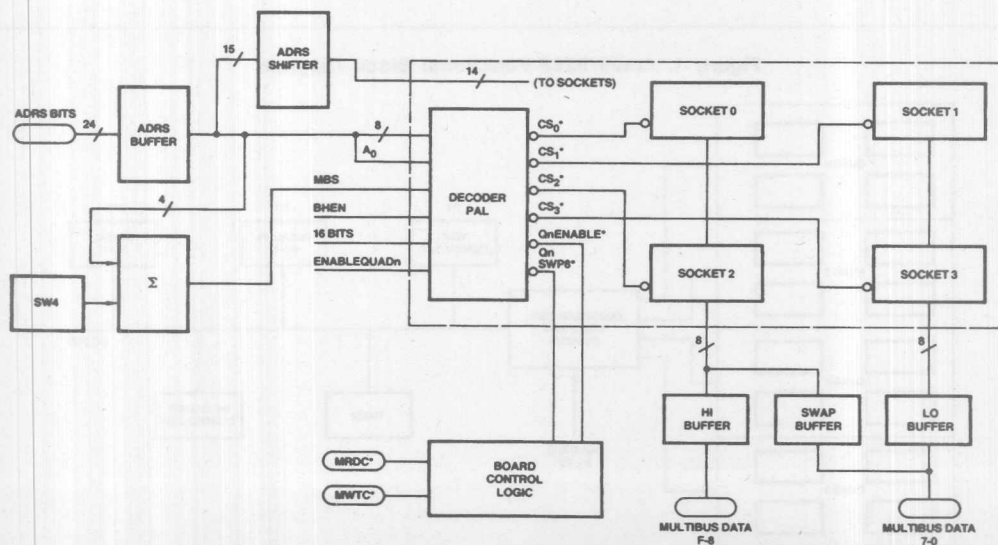 15
ADRS
SHIFTER
14
(TO SOCKETS)
ADRS BITS
24
ADRS
BUFFER
8
A0
4
MBS
BHEN
16 BITS
ENABLEQUADn
DECODER
PAL
CS0*
CS1*
CS2*
CS3*
QnENABLE*
Qn
SWP8*
SOCKET 0
SOCKET 1
SOCKET 2
SOCKET 3
SW4
Σ
8
8
HI
BUFFER
SWAP
BUFFER
LO
BUFFER
MRDC*
MWTC*
BOARD
CONTROL
LOGIC
MULTIBUS DATA
F-8
MULTIBUS DATA
7-0